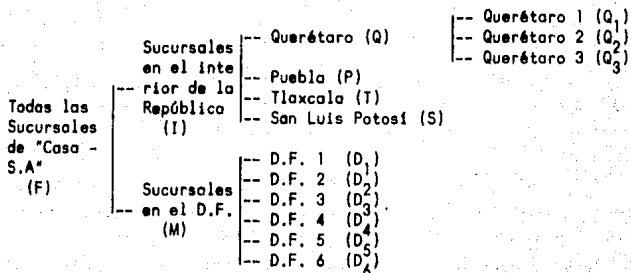 Todas las
Sucursales
de "Casa -
S.A"
(F)
Sucursales
en el inte
rior de la
República
(I)
-- Querétaro (Q)
-- Querétaro 1 (Q1)
-- Querétaro 2 (Q2)
-- Querétaro 3 (Q3)
-- Puebla (P)
-- Tlaxcala (T)
-- San Luis Potosí (S)
Sucursales
en el D.F.
(M)
-- D.F. 1 (D1)
-- D.F. 2 (D2)
-- D.F. 3 (D3)
-- D.F. 4 (D4)
-- D.F. 5 (D5)
-- D.F. 6 (D6)